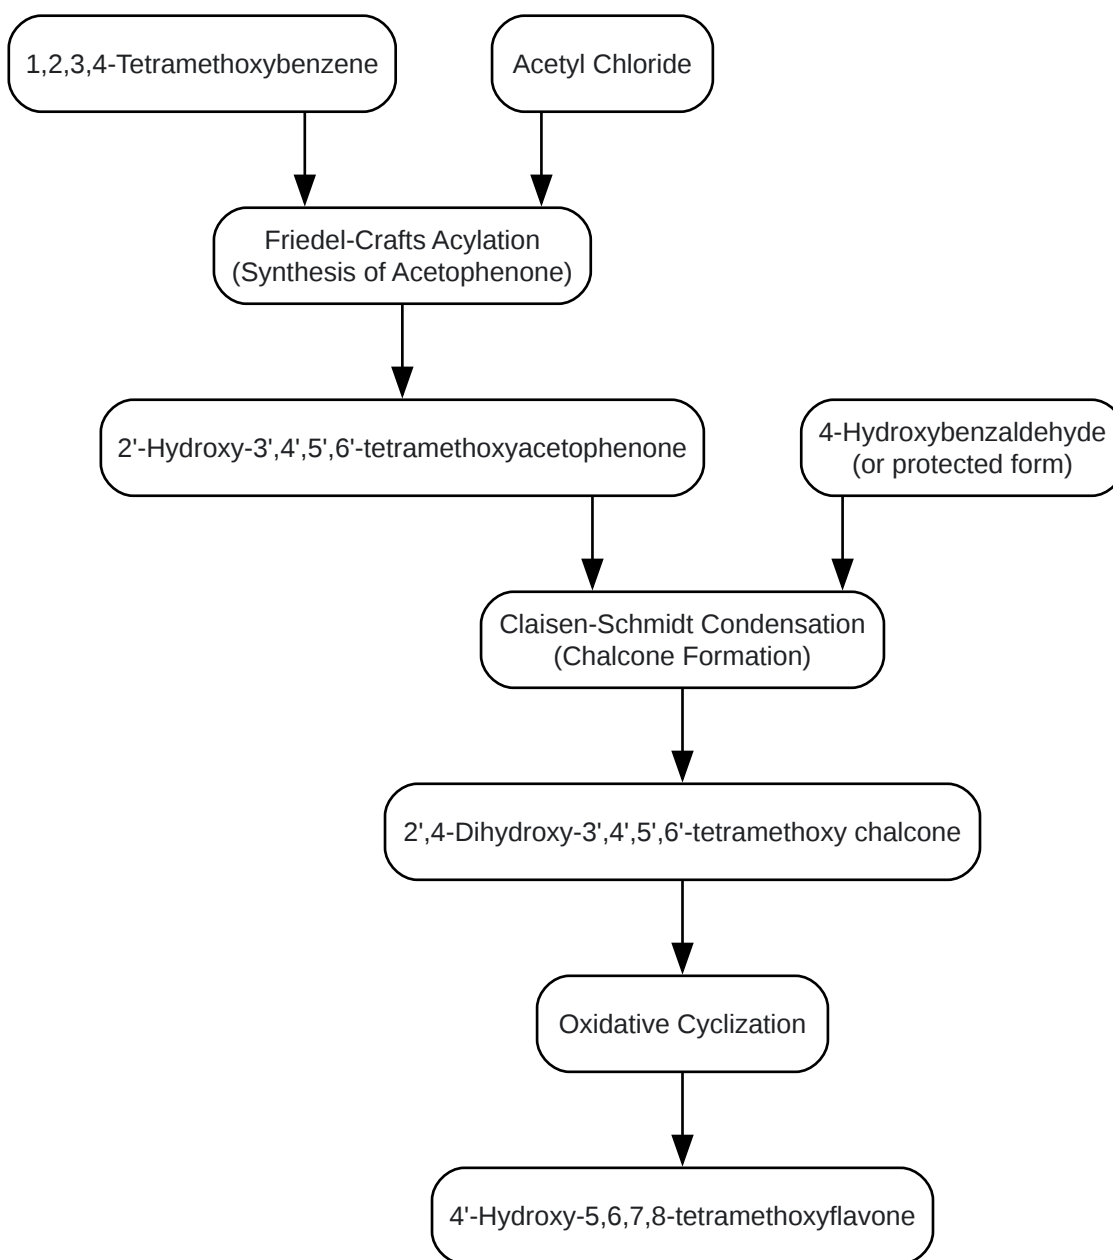 1,2,3,4-Tetramethoxybenzene
Acetyl Chloride
Friedel-Crafts Acylation
(Synthesis of Acetophenone)
2'-Hydroxy-3',4',5',6'-tetramethoxyacetophenone
4-Hydroxybenzaldehyde
(or protected form)
Claisen-Schmidt Condensation
(Chalcone Formation)
2',4-Dihydroxy-3',4',5',6'-tetramethoxy chalcone
Oxidative Cyclization
4'-Hydroxy-5,6,7,8-tetramethoxyflavone